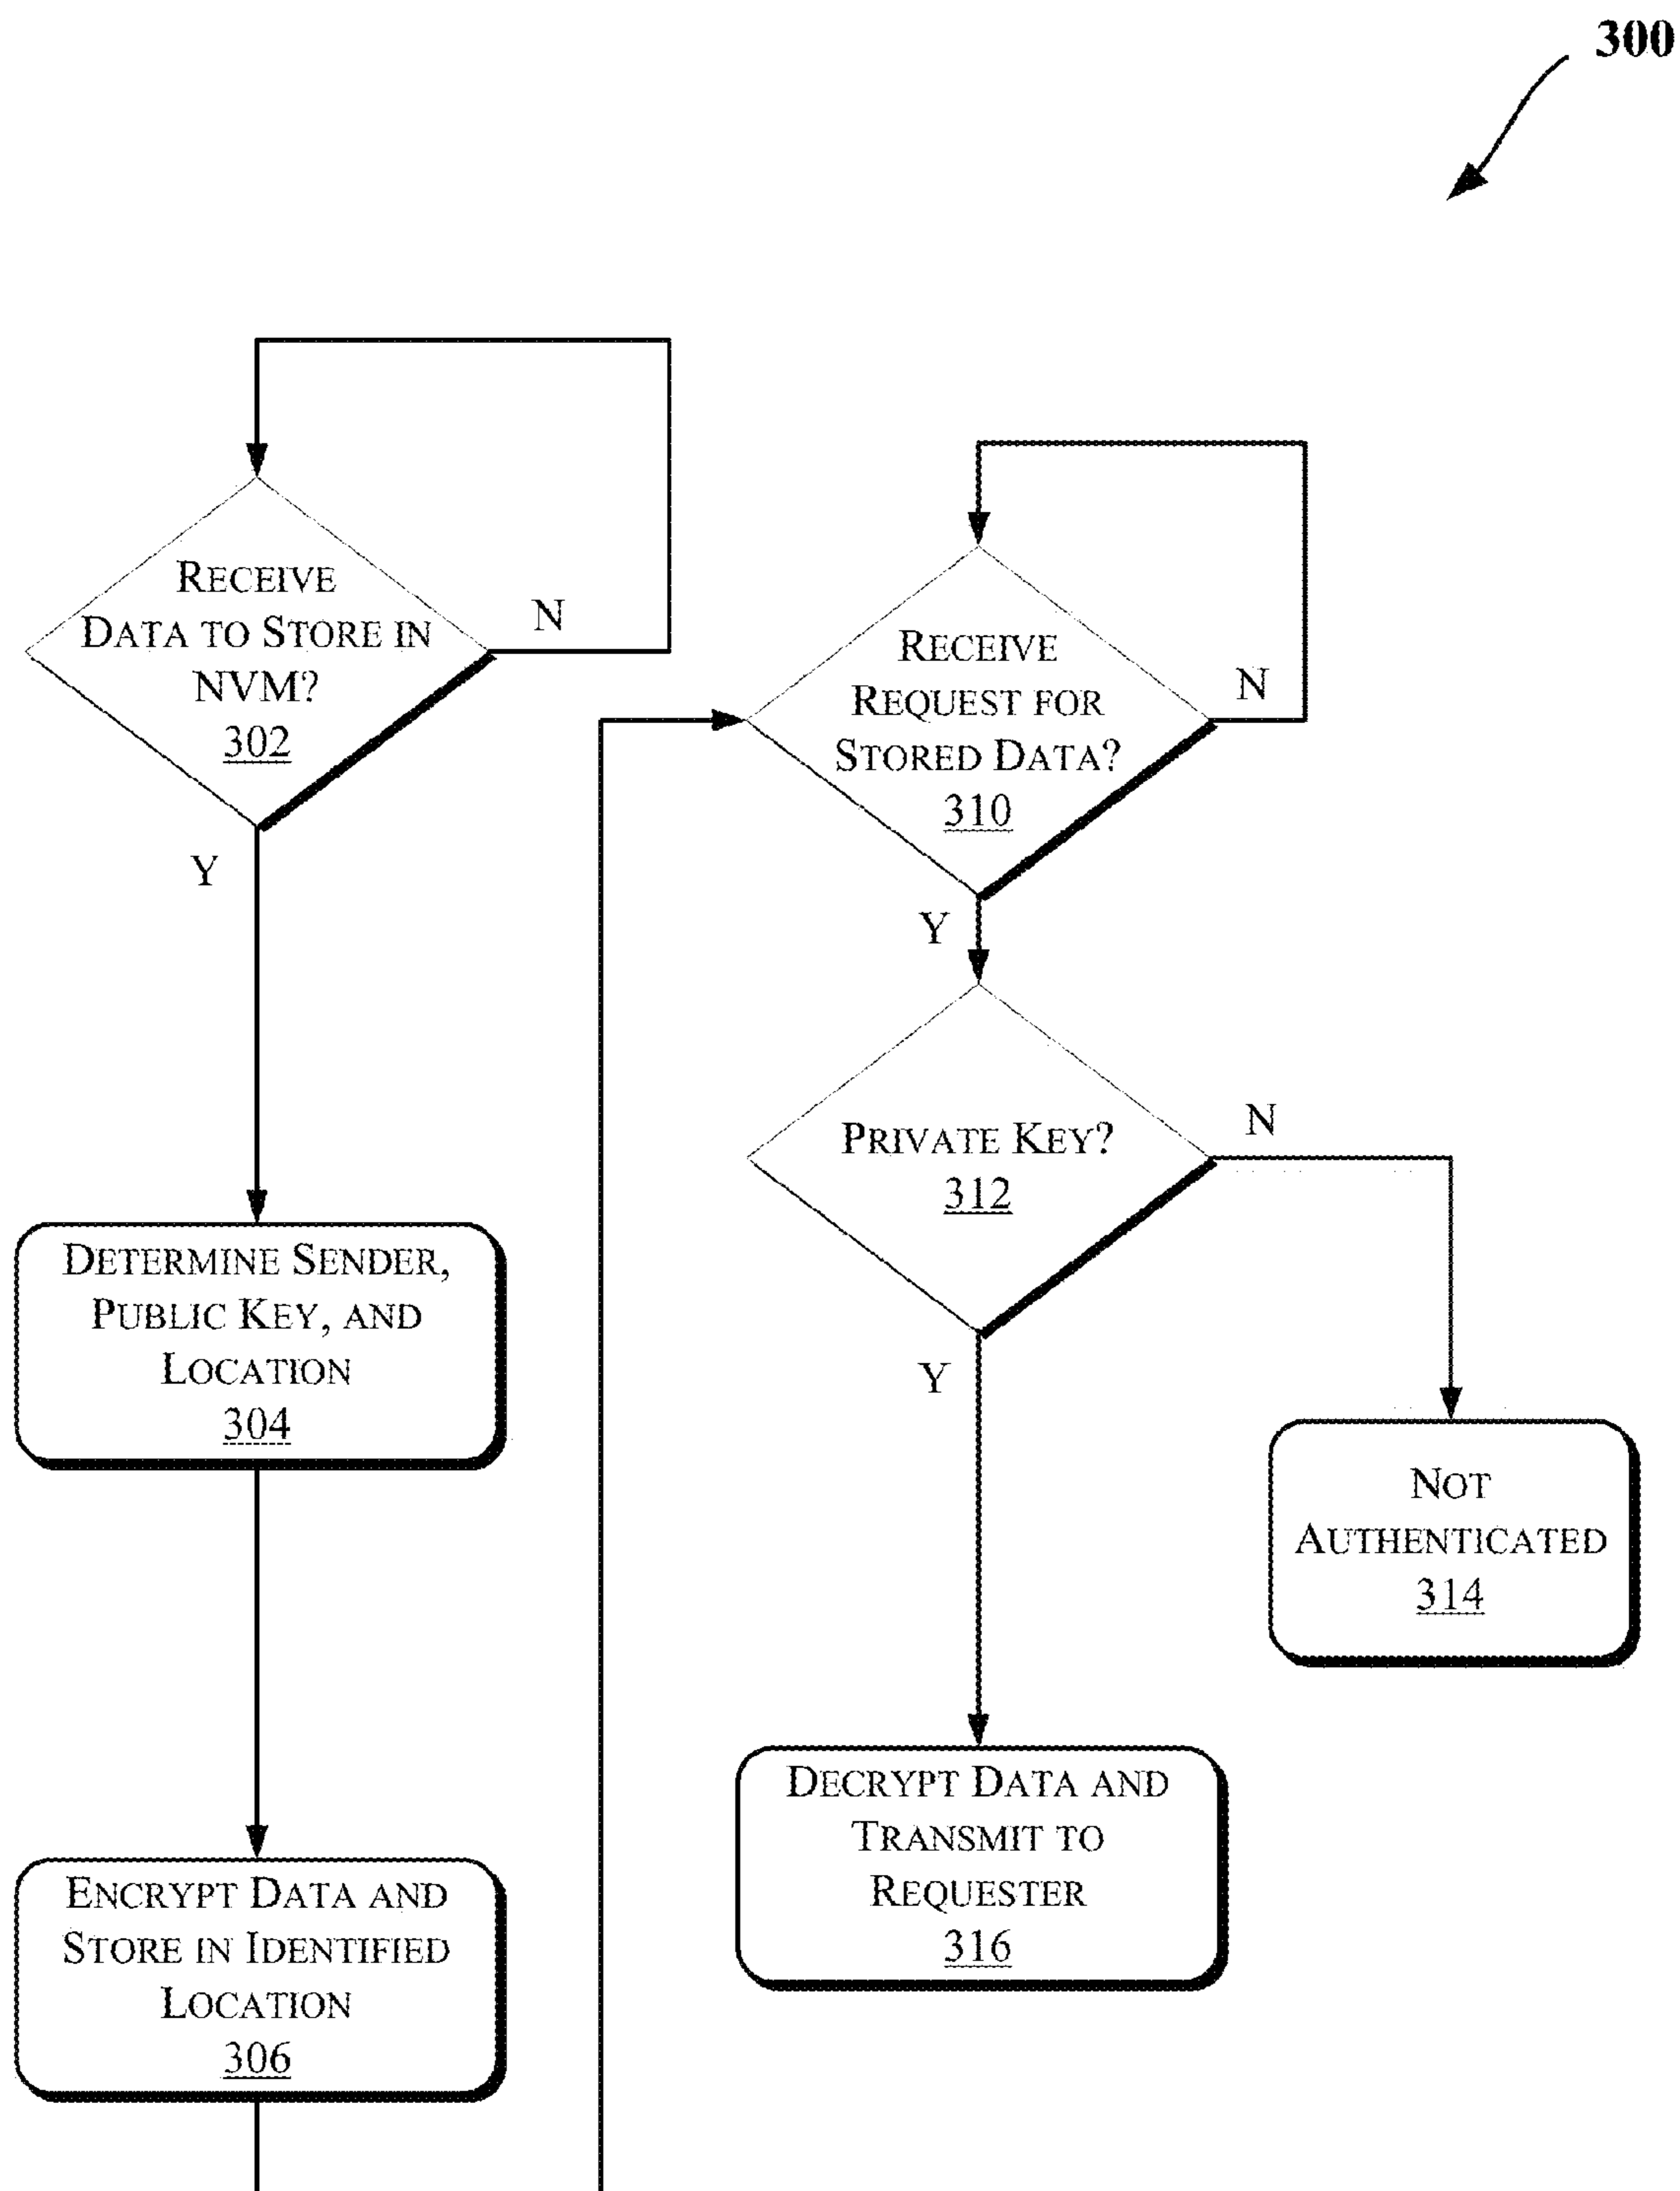 300
RECEIVE
DATA TO STORE IN
NVM?
302
N
Y
DETERMINE SENDER,
PUBLIC KEY, AND
LOCATION
304
ENCRYPT DATA AND
STORE IN IDENTIFIED
LOCATION
306
RECEIVE
REQUEST FOR
STORED DATA?
310
N
Y
PRIVATE KEY?
312
N
Y
NOT
AUTHENTICATED
314
DECRYPT DATA AND
TRANSMIT TO
REQUESTER
316